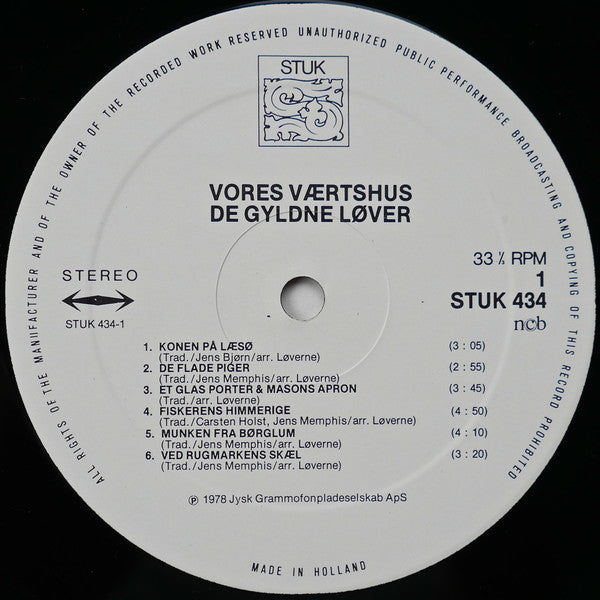 ALL RIGHTS OF THE MANUFACTURER AND OF THE OWNER OF THE RECORDED WORK RESERVED UNAUTHORIZED PUBLIC PERFORMANCE BROADCASTING AND COPYING OF THIS RECORD PROHIBITED
STUK
VORES VÆRTSHUS
DE GYLDNE LØVER
STEREO
STUK 434-1
33 ⅓ RPM
1
STUK 434
ncb
1. KONEN PÅ LÆSØ (3 : 05)
(Trad./Jens Bjørn/arr. Løverne)
2. DE FLADE PIGER (2 : 55)
(Trad./Jens Memphis/arr. Løverne)
3. ET GLAS PORTER & MASONS APRON (3 : 45)
(Trad./arr. Løverne)
4. FISKERENS HIMMERIGE (4 : 50)
(Trad./Carsten Holst, Jens Memphis/arr. Løverne)
5. MUNKEN FRA BØRGLUM (4 : 10)
(Trad./Jens Memphis/arr. Løverne)
6. VED RUGMARKENS SKÆL (3 : 20)
(Trad./Jens Memphis/arr. Løverne)
℗ 1978 Jysk Grammofonpladeselskab ApS
MADE IN HOLLAND